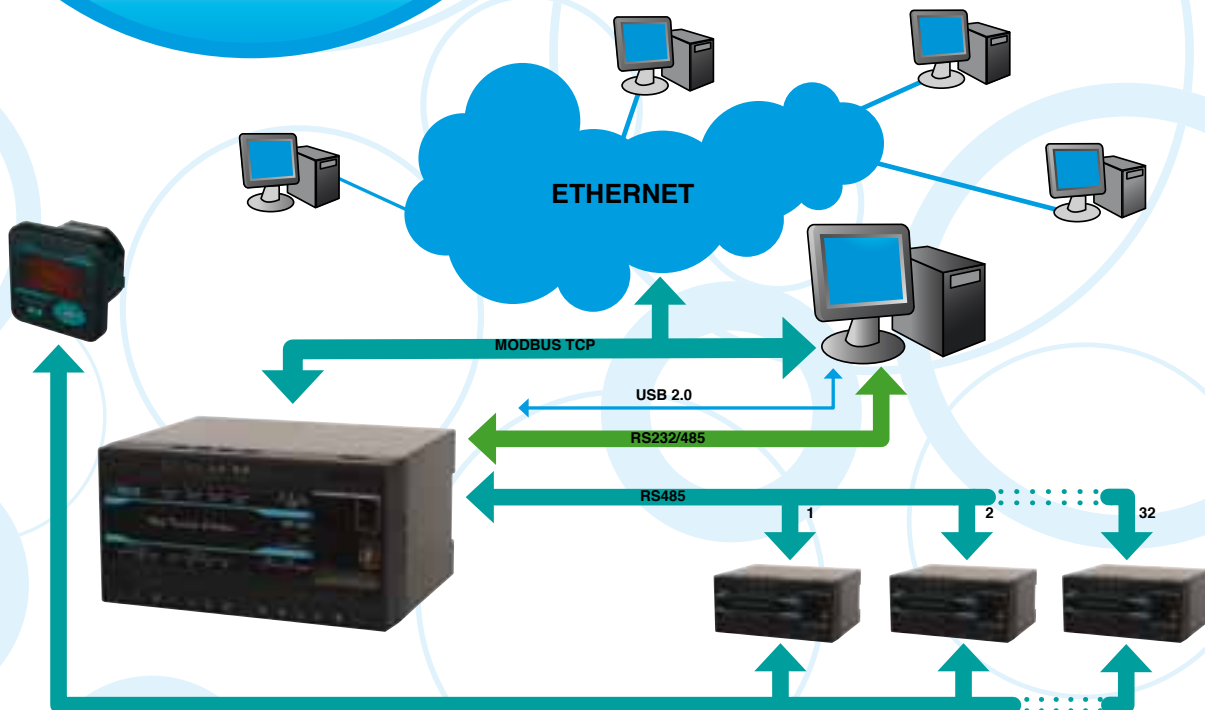 ETHERNET
MODBUS TCP
USB 2.0
RS232/485
RS485
1
2
32